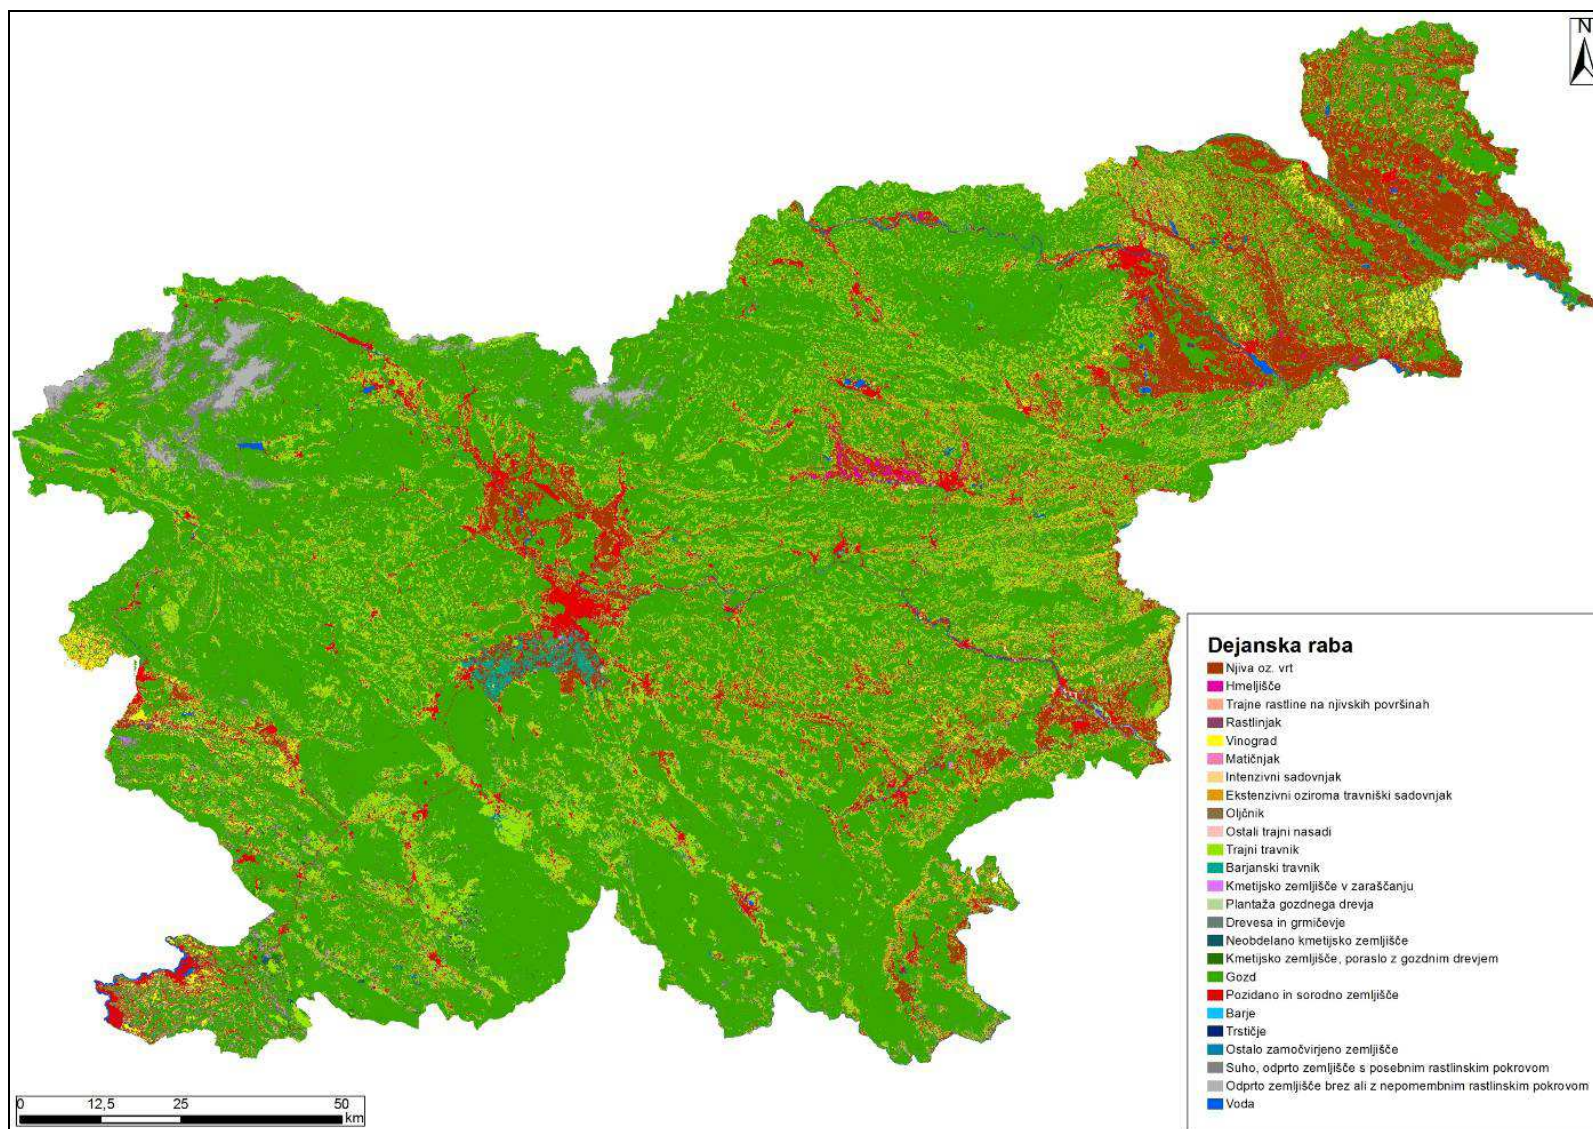 N
Dejanska raba
Njiva oz. vrt
Hmeljišče
Trajne rastline na njivskih površinah
Rastlinjak
Vinograd
Matičnjak
Intenzivni sadovnjak
Ekstenzivni oziroma travniški sadovnjak
Oljčnik
Ostali trajni nasadi
Trajni travnik
Barjanski travnik
Kmetijsko zemljišče v zaraščanju
Plantaža gozdnega drevja
Drevesa in grmičevje
Neobdelano kmetijsko zemljišče
Kmetijsko zemljišče, poraslo z gozdnim drevjem
Gozd
Pozidano in sorodno zemljišče
Barje
Trstičje
Ostalo zamočvirjeno zemljišče
Suho, odprto zemljišče s posebnim rastlinskim pokrovom
Odprto zemljišče brez ali z nepomembnim rastlinskim pokrovom
Voda
0 12,5 25 50
km